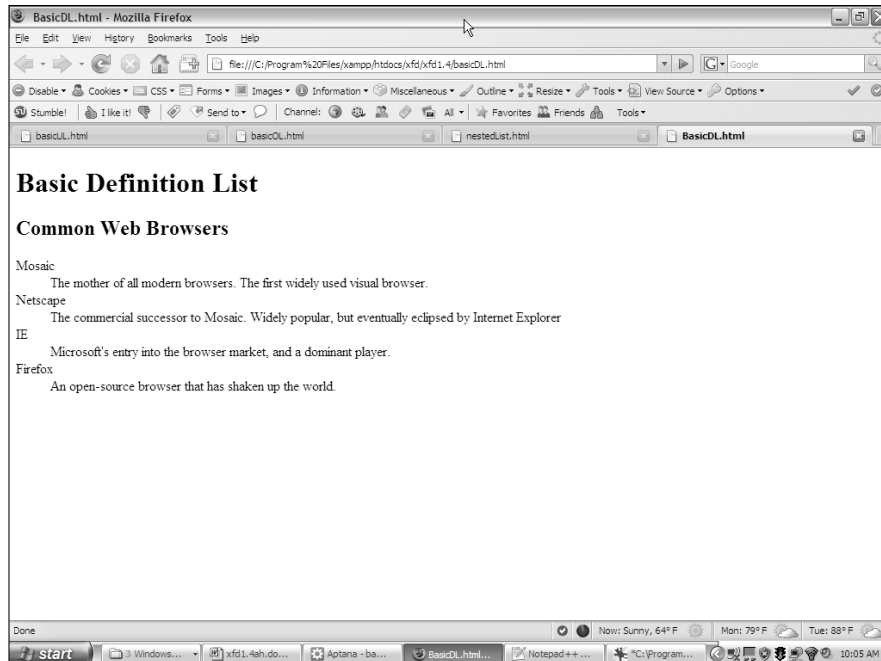 BasicDL.html - Mozilla Firefox
File Edit View History Bookmarks Tools Help
file:///C:/Program%20Files/xampp/htdocs/xfd/xfd1.4/basicDL.html Google
Disable Cookies CSS Forms Images Information Miscellaneous Outline Resize Tools View Source Options
Stumble! I like it! Send to Channel: All Favorites Friends Tools
basicUL.html basicOL.html nestedList.html BasicDL.html
Basic Definition List
Common Web Browsers
Mosaic
The mother of all modern browsers. The first widely used visual browser.
Netscape
The commercial successor to Mosaic. Widely popular, but eventually eclipsed by Internet Explorer
IE
Microsoft's entry into the browser market, and a dominant player.
Firefox
An open-source browser that has shaken up the world.
Done Now: Sunny, 64° F Mon: 79° F Tue: 88° F
start 3 Windows... xfd1.4ah.do... Aptana - ba... BasicDL.html... Notepad++ ... *C:\Program... 10:05 AM